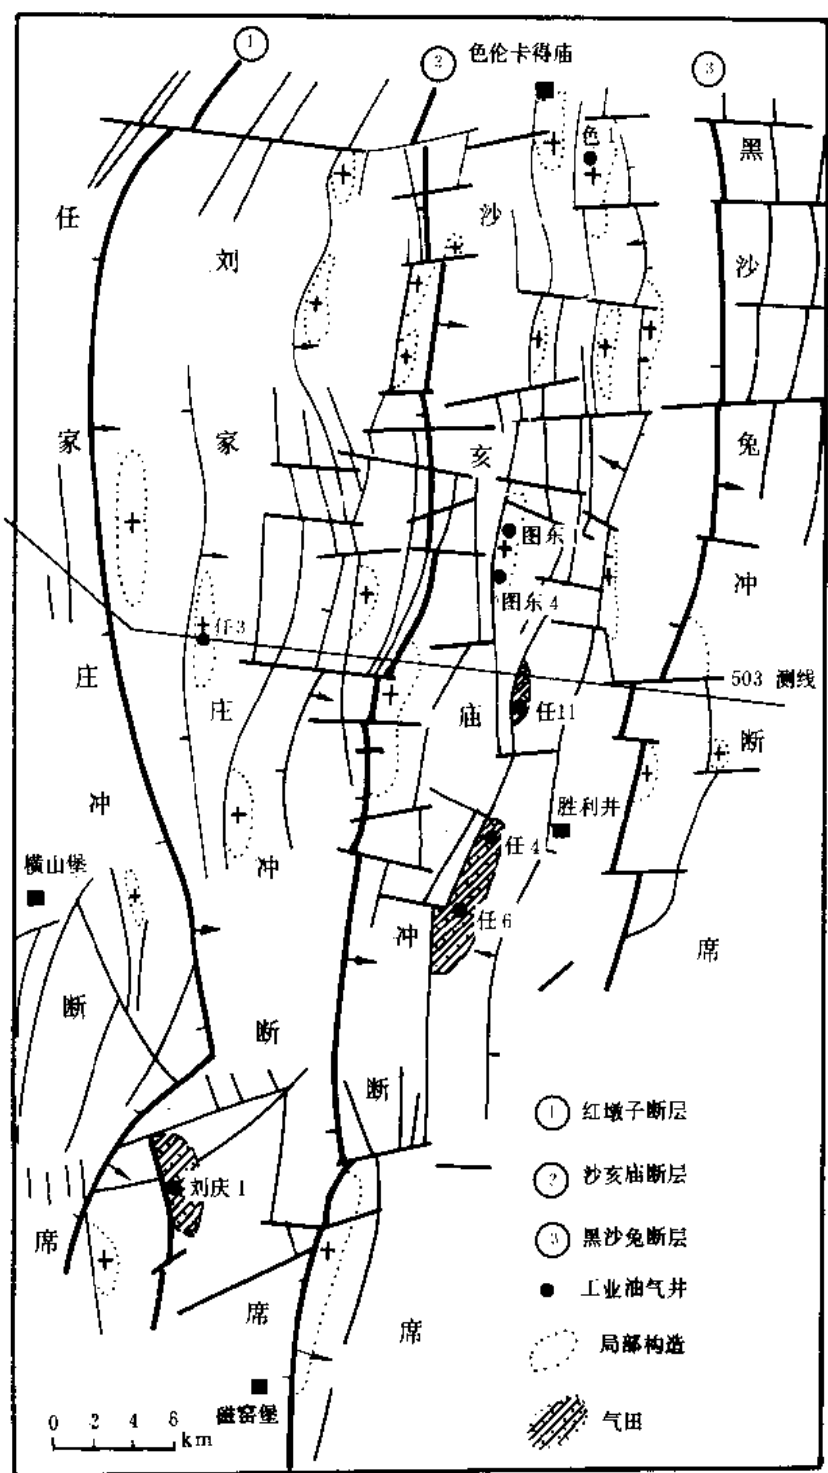 ① ② 色伦卡得庙 ③
色1
黑
任
刘
沙
沙
家
家
亥
兔
图东
图东4
冲
任3
庄
庄
庙
任11
503 测线
断
冲
胜利井
横山堡
冲
任4
任6
冲
席
断
断
断
① 红墩子断层
② 沙亥庙断层
③ 黑沙兔断层
工业油气井
局部构造
气田
刘庆1
席
席
席
磁窑堡
0 2 4 6
km